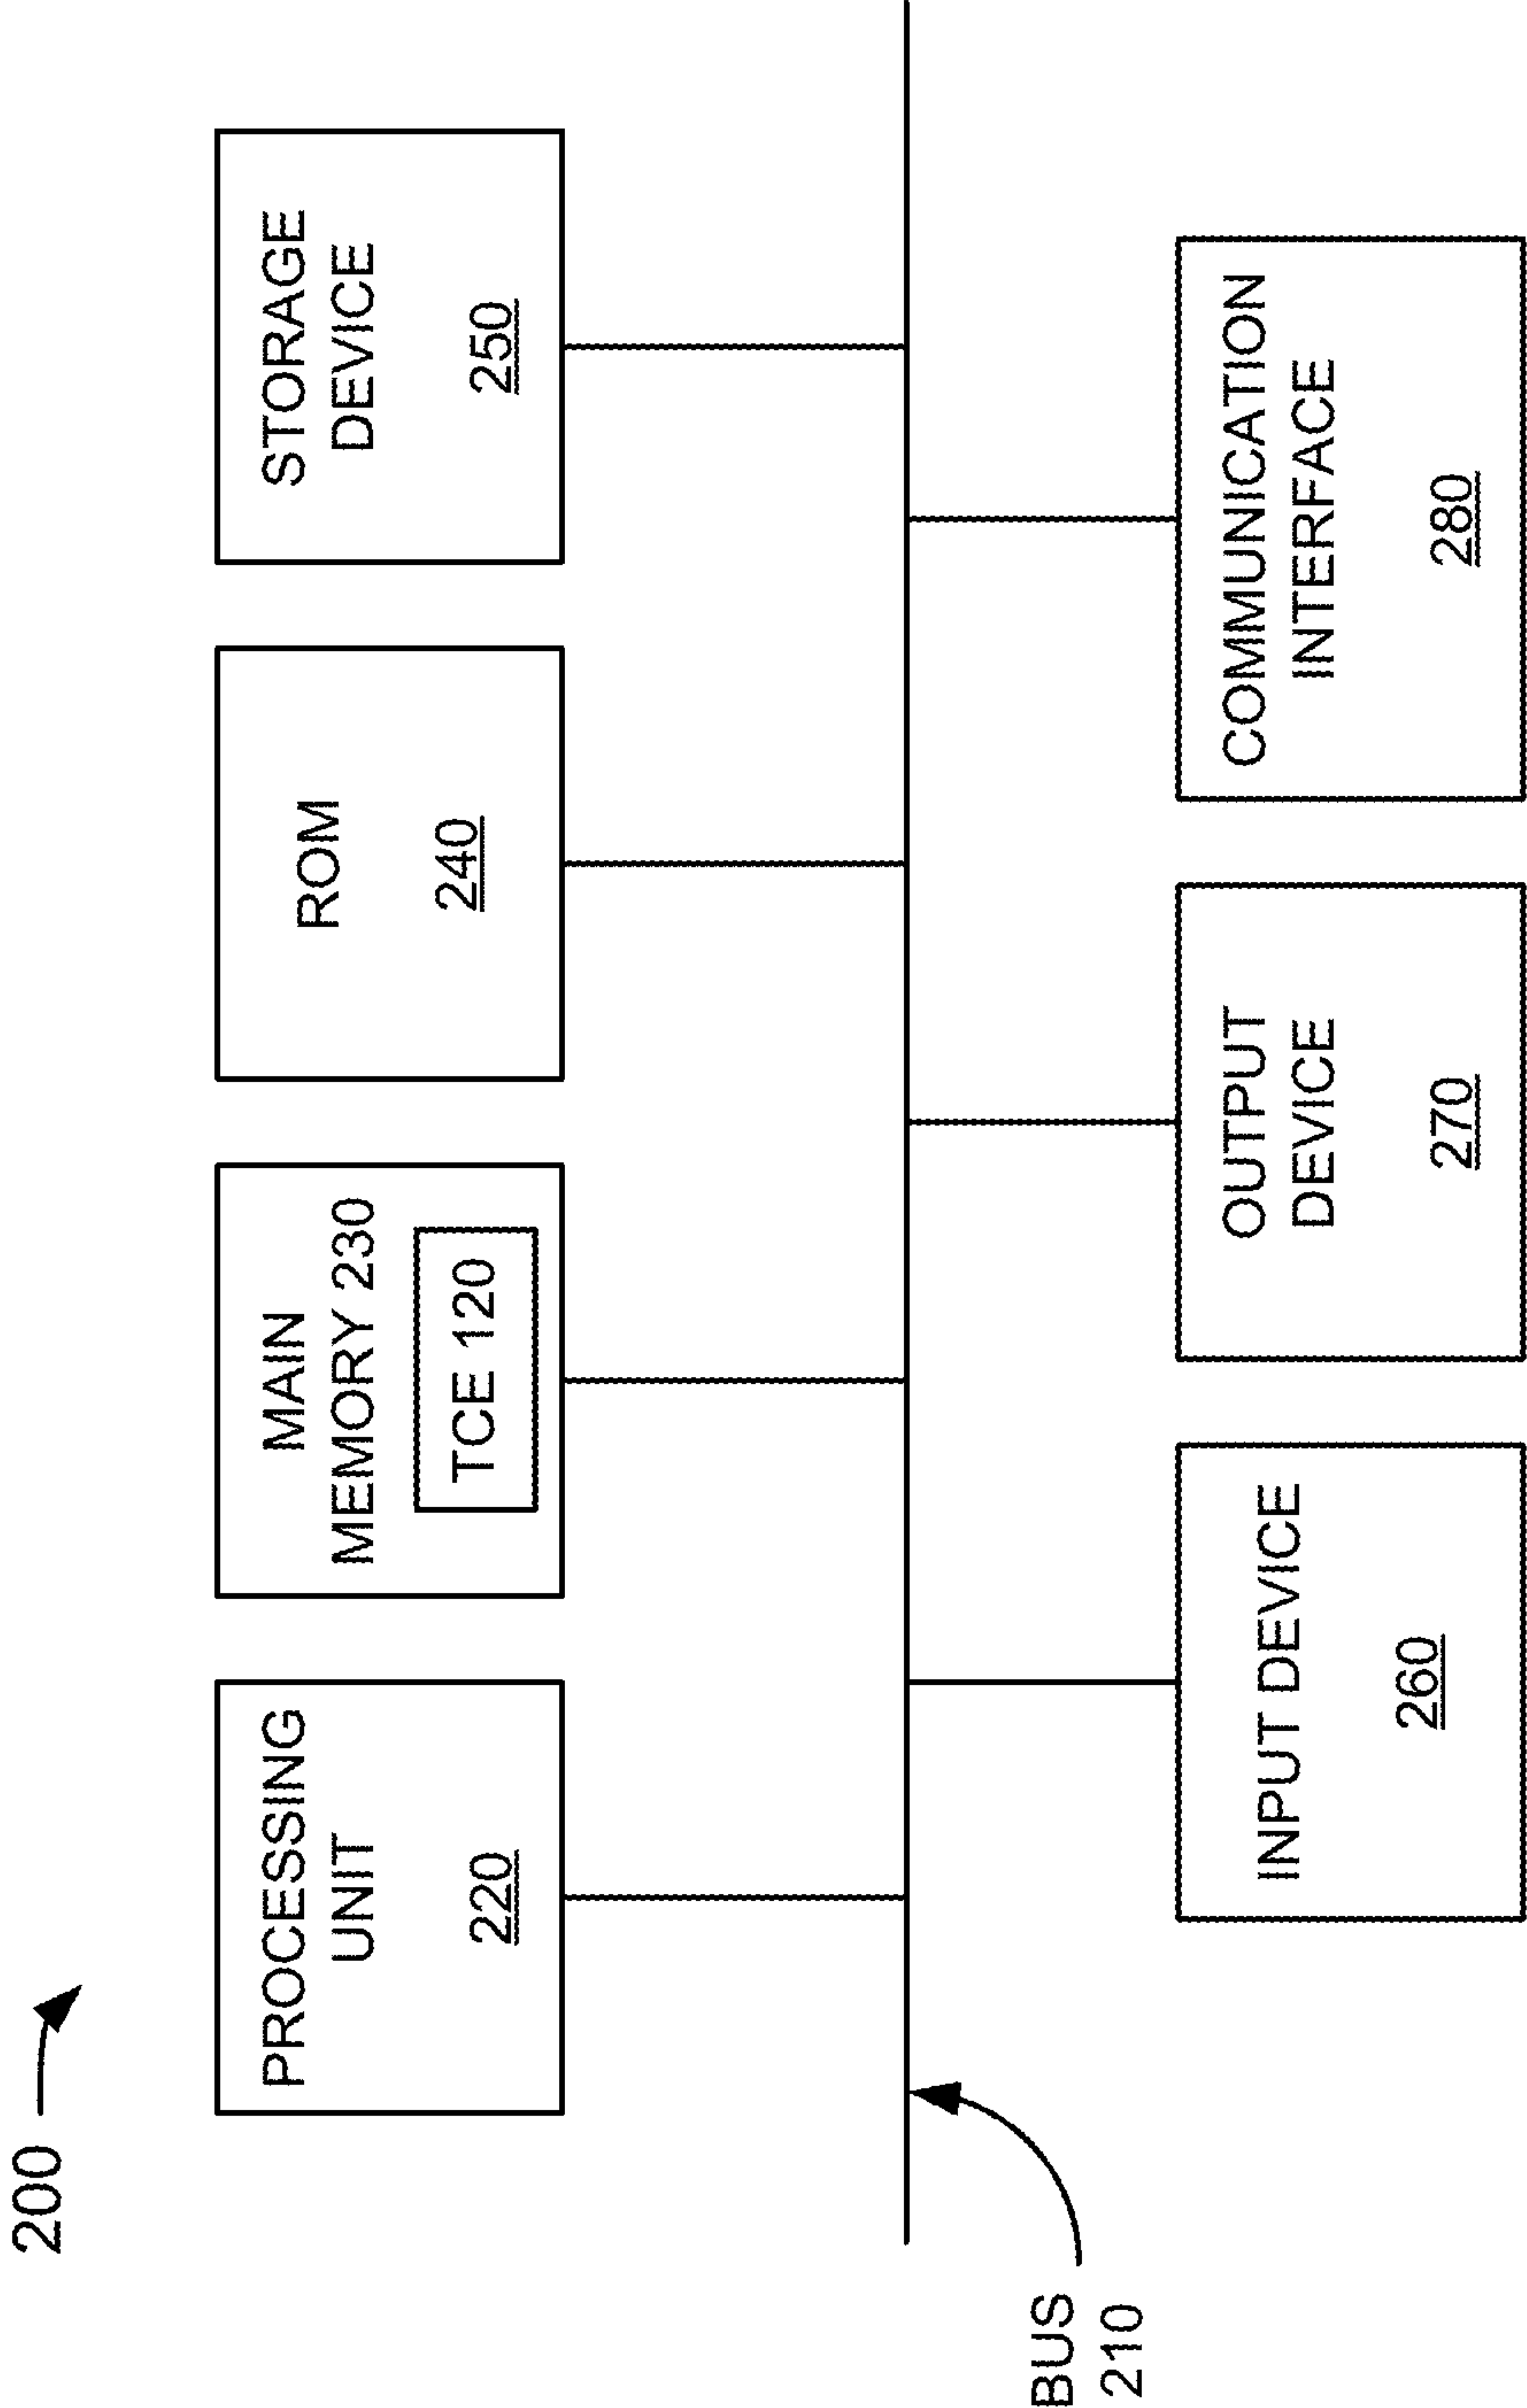 200
PROCESSING
UNIT
220
MAIN
MEMORY 230
TCE 120
ROM
240
STORAGE
DEVICE
250
BUS
210
INPUT DEVICE
260
OUTPUT
DEVICE
270
COMMUNICATION
INTERFACE
280